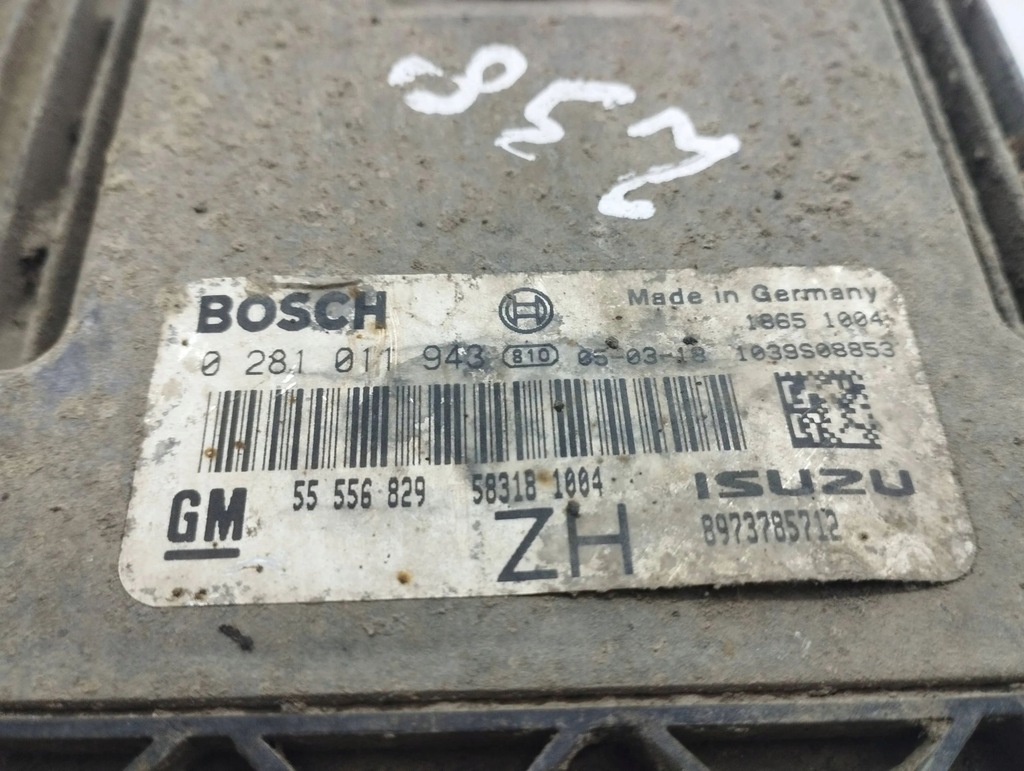 BOSCH
Made in Germany
1865 1004
0 281 011 943 810 05-03-18 1039S08853
GM 55 556 829 58318 1004 ISUZU
ZH 8973785712